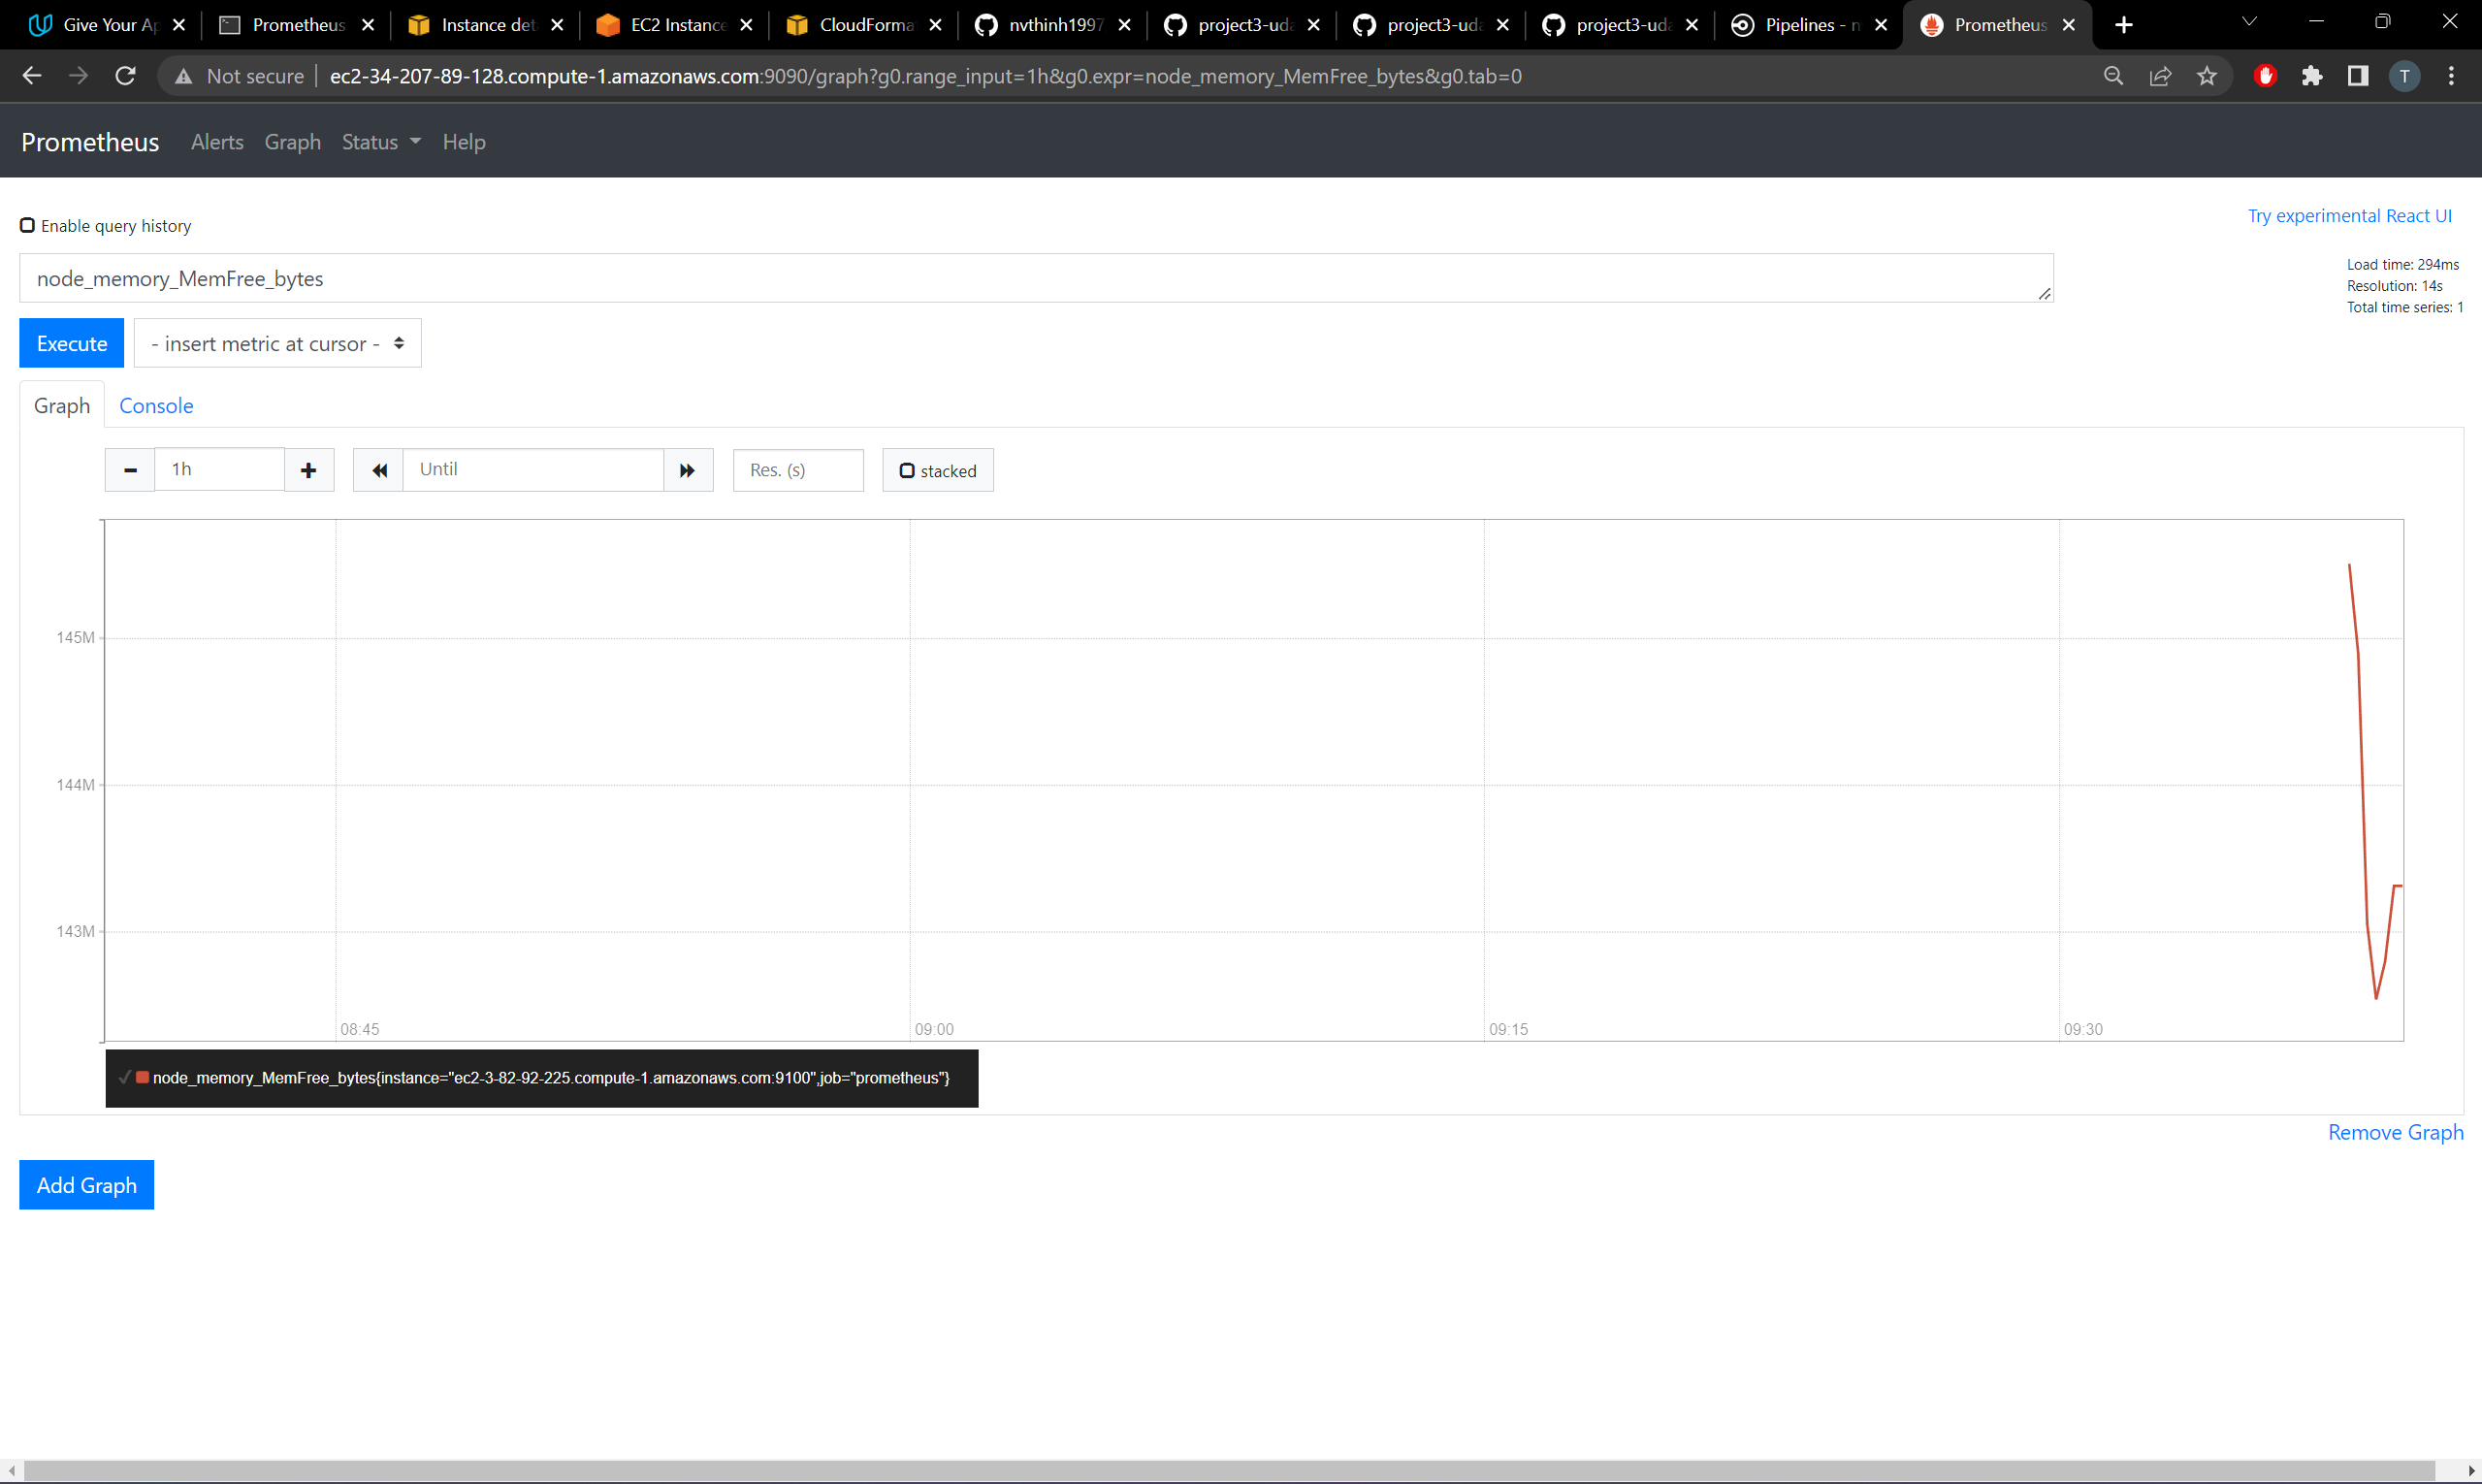 Give Your Ap
Prometheus
Instance det
EC2 Instance
CloudForma
nvthinh1997
project3-uda
project3-uda
project3-uda
Pipelines - n
Prometheus
Not secure
ec2-34-207-89-128.compute-1.amazonaws.com:9090/graph?g0.range_input=1h&g0.expr=node_memory_MemFree_bytes&g0.tab=0
T
Prometheus Alerts Graph Status Help
Enable query history
Try experimental React UI
node_memory_MemFree_bytes
Load time: 294ms
Resolution: 14s
Total time series: 1
Execute
- insert metric at cursor -
Graph Console
- 1h + Until Res. (s) stacked
145M
144M
143M
08:45 09:00 09:15 09:30
node_memory_MemFree_bytes{instance="ec2-3-82-92-225.compute-1.amazonaws.com:9100",job="prometheus"}
Remove Graph
Add Graph